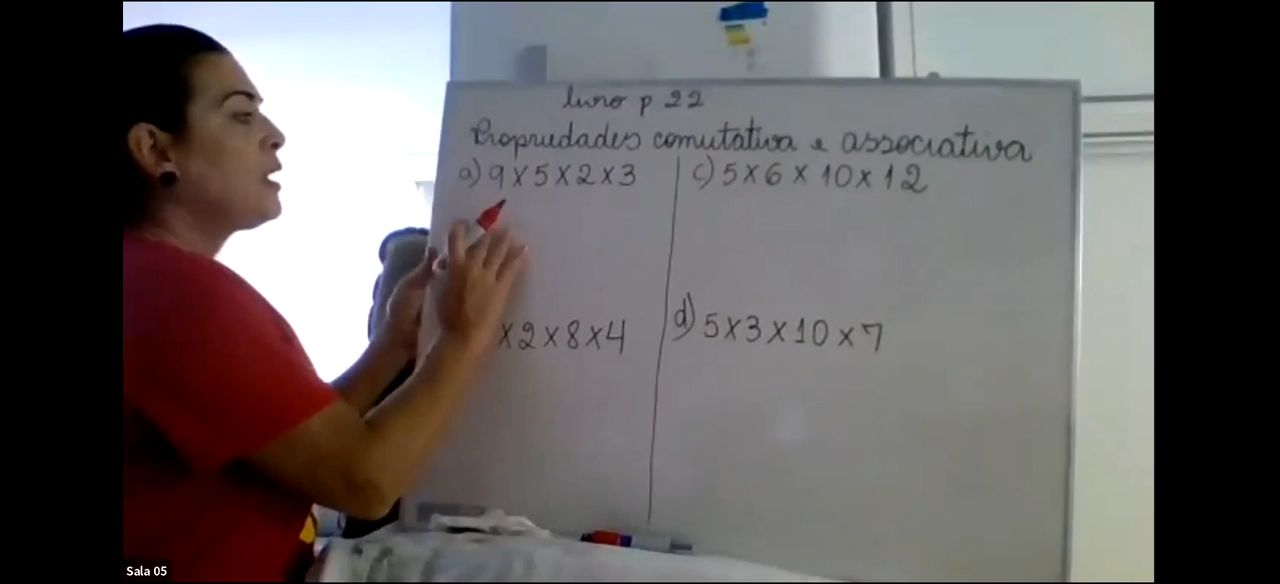 livro p 22
Propriedades comutativa e associativa
a) 9 x 5 x 2 x 3
c) 5 x 6 x 10 x 12
x 2 x 8 x 4
d) 5 x 3 x 10 x 7
Sala 05